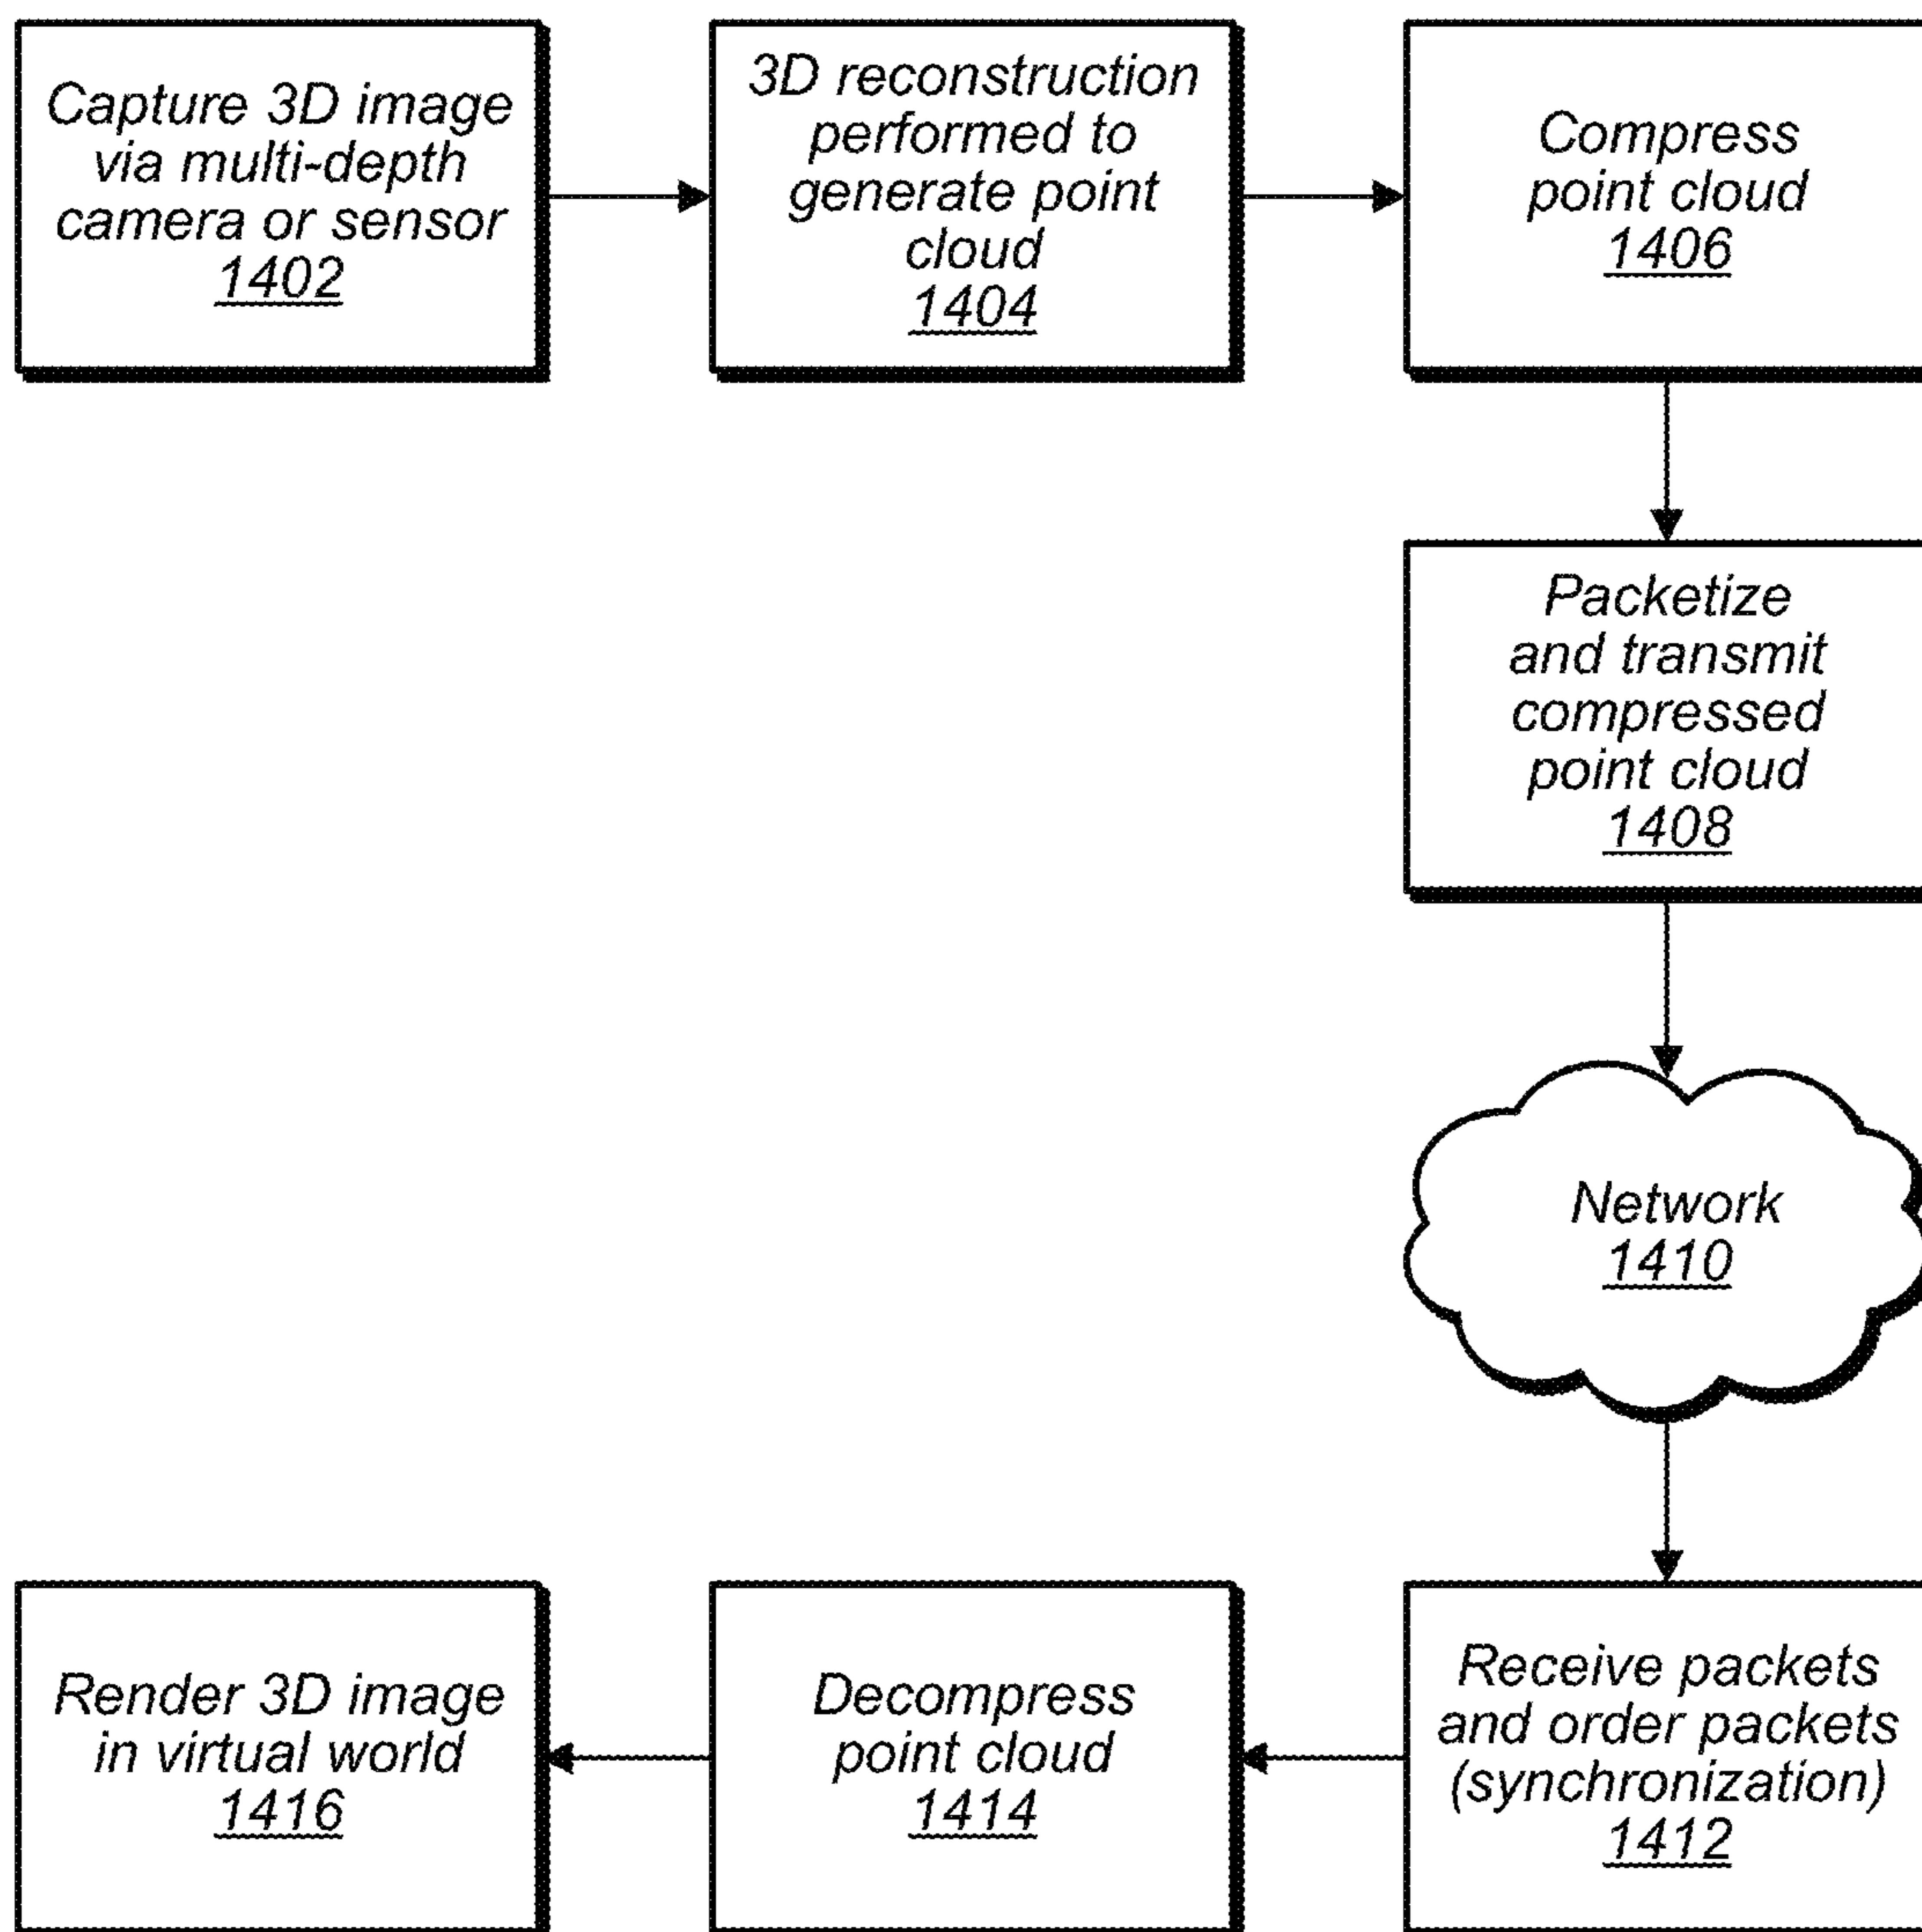 Capture 3D image
via multi-depth
camera or sensor
1402
3D reconstruction
performed to
generate point
cloud
1404
Compress
point cloud
1406
Packetize
and transmit
compressed
point cloud
1408
Network
1410
Receive packets
and order packets
(synchronization)
1412
Decompress
point cloud
1414
Render 3D image
in virtual world
1416